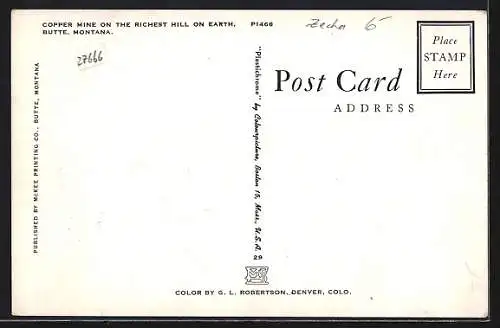 COPPER MINE ON THE RICHEST HILL ON EARTH, P1468
BUTTE, MONTANA.
27666
Zecher 6
Place
STAMP
Here
Post Card
ADDRESS
PUBLISHED BY McKEE PRINTING CO., BUTTE, MONTANA
"Plastichrome" by Colourpicture, Boston 15, Mass., U.S.A.
29
COLOR BY G. L. ROBERTSON, DENVER, COLO.